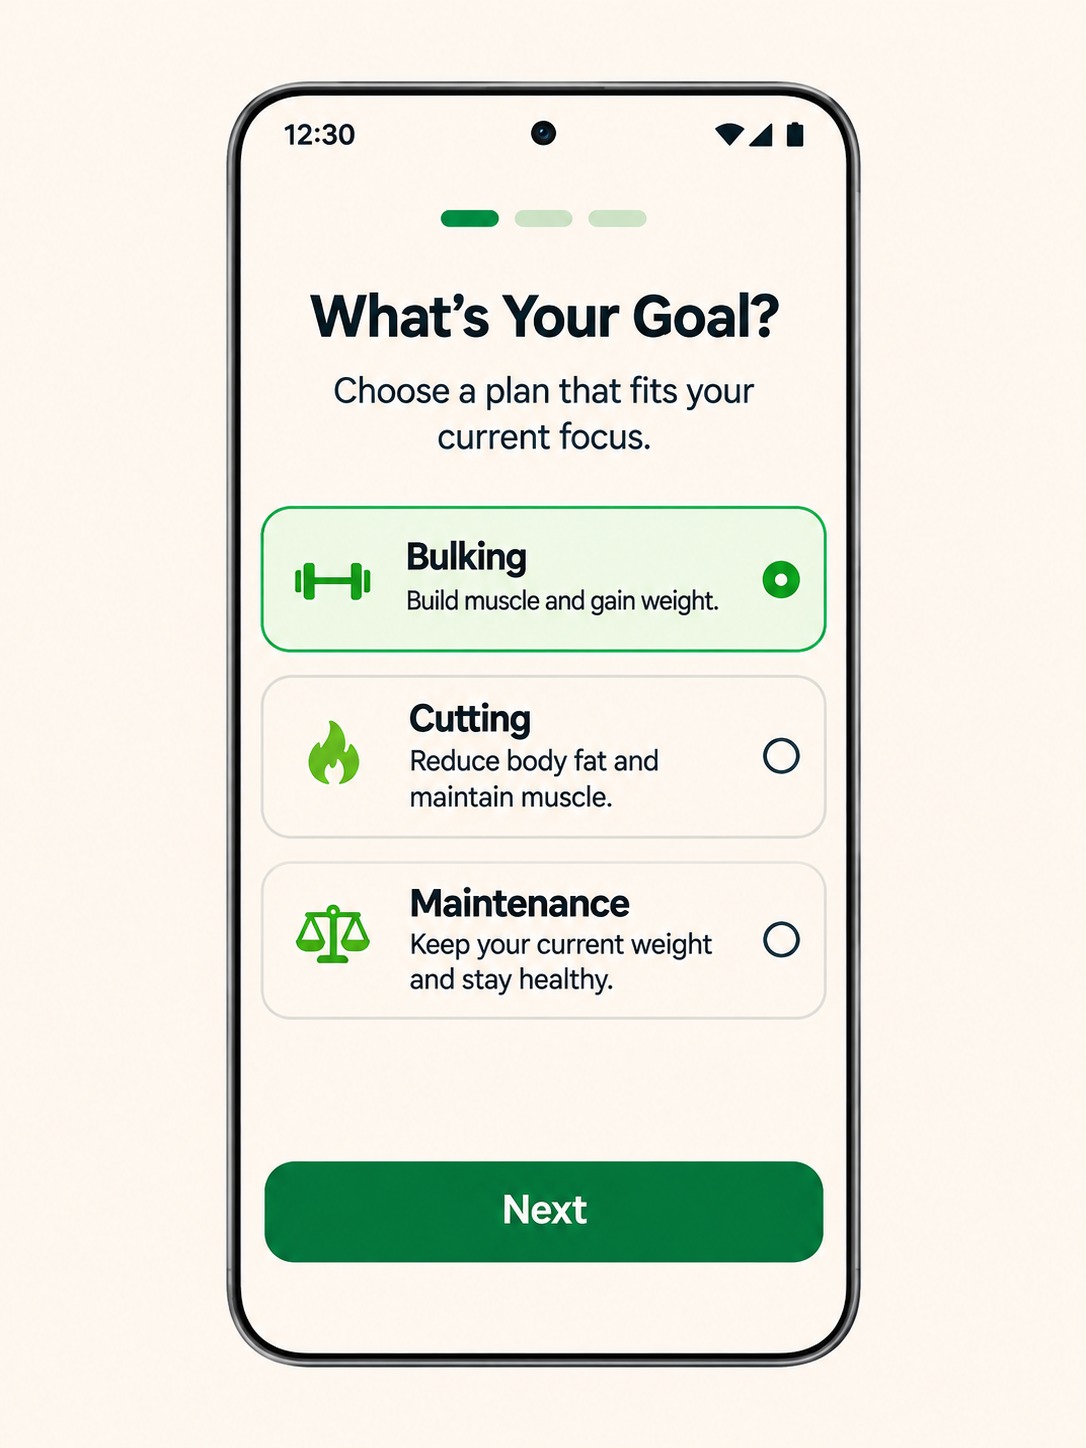 12:30
What’s Your Goal?
Choose a plan that fits your
current focus.
Bulking
Build muscle and gain weight.
Cutting
Reduce body fat and
maintain muscle.
Maintenance
Keep your current weight
and stay healthy.
Next